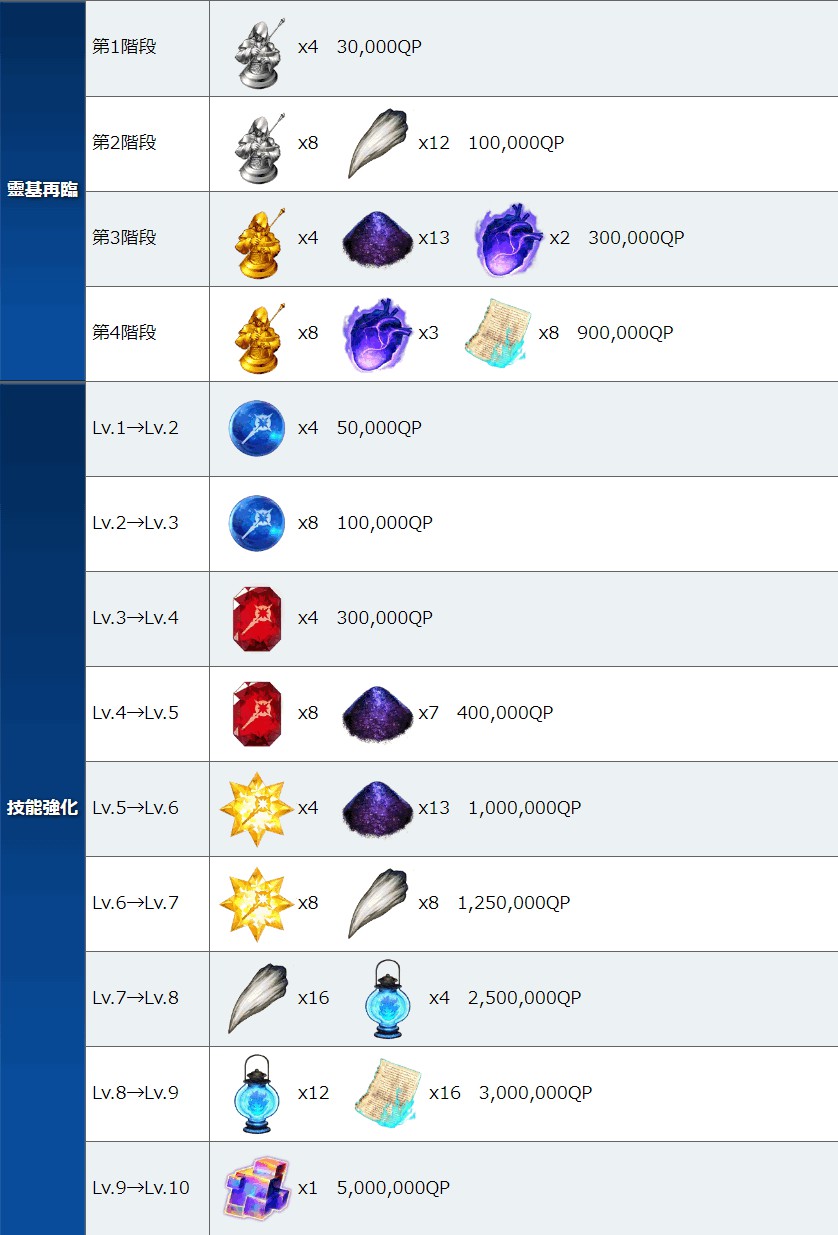 靈基再臨
第1階段 x4 30,000QP
第2階段 x8 x12 100,000QP
第3階段 x4 x13 x2 300,000QP
第4階段 x8 x3 x8 900,000QP
技能強化
Lv.1→Lv.2 x4 50,000QP
Lv.2→Lv.3 x8 100,000QP
Lv.3→Lv.4 x4 300,000QP
Lv.4→Lv.5 x8 x7 400,000QP
Lv.5→Lv.6 x4 x13 1,000,000QP
Lv.6→Lv.7 x8 x8 1,250,000QP
Lv.7→Lv.8 x16 x4 2,500,000QP
Lv.8→Lv.9 x12 x16 3,000,000QP
Lv.9→Lv.10 x1 5,000,000QP